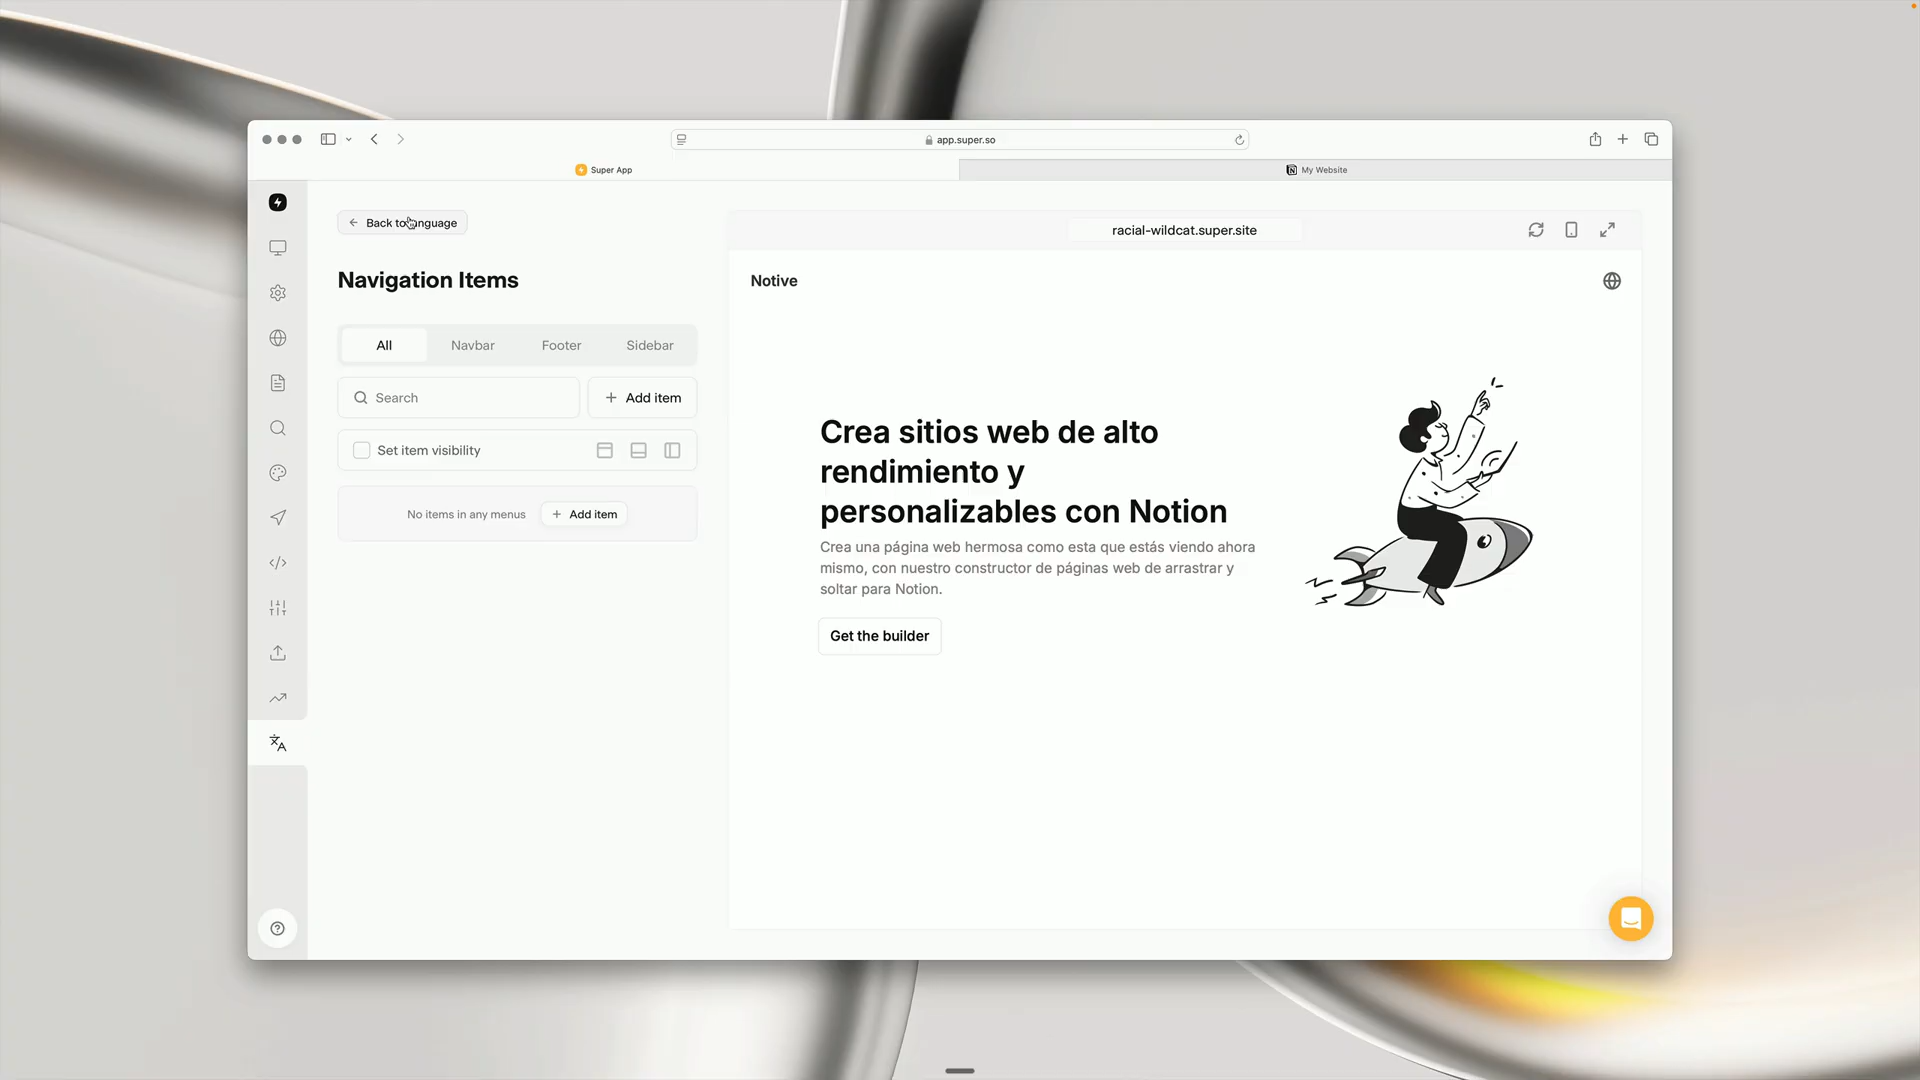 app.super.so
Super App
My Website
Back to language
Navigation Items
All
Navbar
Footer
Sidebar
Search
Add item
Set item visibility
No items in any menus
Add item
racial-wildcat.super.site
Notive
Crea sitios web de alto
rendimiento y
personalizables con Notion
Crea una página web hermosa como esta que estás viendo ahora
mismo, con nuestro constructor de páginas web de arrastrar y
soltar para Notion.
Get the builder